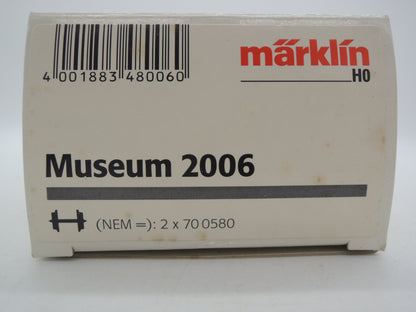 märklin
H0
4 001883 480060
Museum 2006
(NEM =): 2 x 70 0580